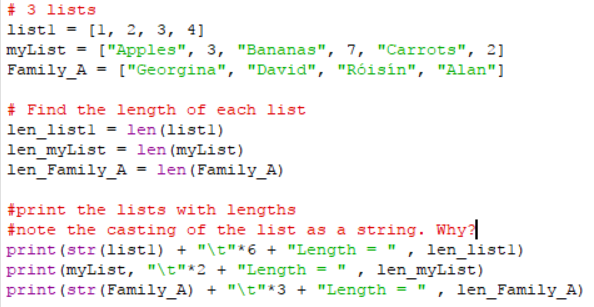 # 3 lists
list1 = [1, 2, 3, 4]
myList = ["Apples", 3, "Bananas", 7, "Carrots", 2]
Family_A = ["Georgina", "David", "Róisín", "Alan"]
# Find the length of each list
len_list1 = len(list1)
len_myList = len(myList)
len_Family_A = len(Family_A)
#print the lists with lengths
#note the casting of the list as a string. Why?
print(str(list1) + "\t"*6 + "Length = " , len_list1)
print(myList, "\t"*2 + "Length = " , len_myList)
print(str(Family_A) + "\t"*3 + "Length = " , len_Family_A)